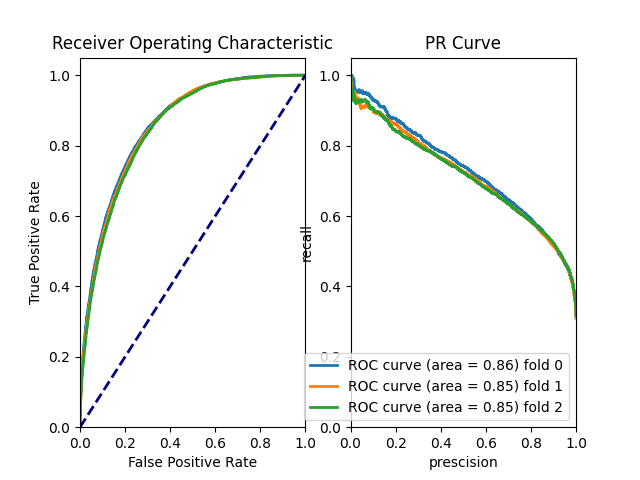 Receiver Operating Characteristic
PR Curve
1.0
0.8
0.6
0.4
0.2
0.0
True Positive Rate
0.0 0.2 0.4 0.6 0.8 1.0
False Positive Rate
1.0
0.8
0.6
0.4
0.2
0.0
recall
0.0 0.2 0.4 0.6 0.8 1.0
prescision
ROC curve (area = 0.86) fold 0
ROC curve (area = 0.85) fold 1
ROC curve (area = 0.85) fold 2